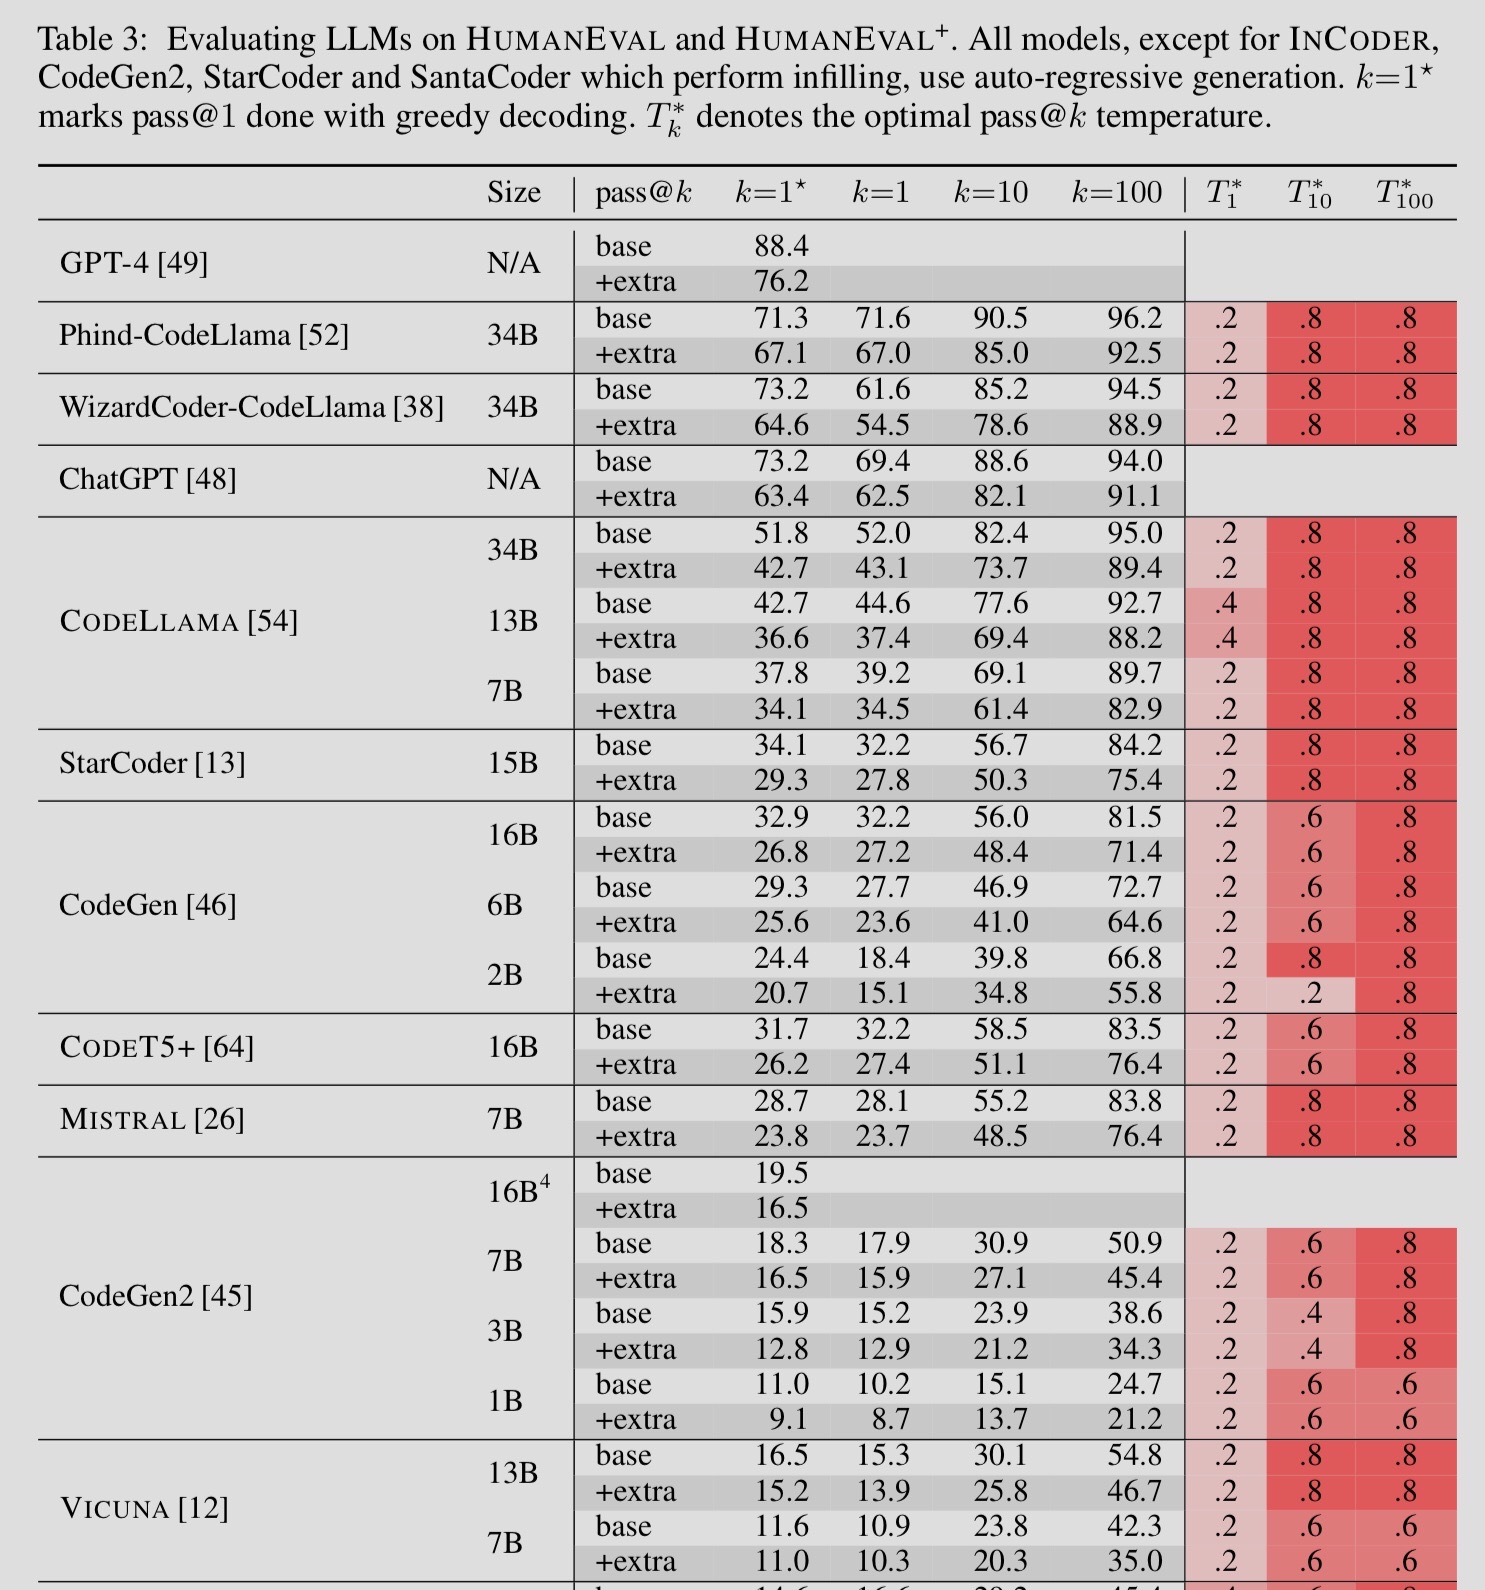 Table 3: Evaluating LLMs on HUMANEVAL and HUMANEVAL⁺. All models, except for INCODER,
CodeGen2, StarCoder and SantaCoder which perform infilling, use auto-regressive generation. k=1⋆
marks pass@1 done with greedy decoding. T*ₖ denotes the optimal pass@k temperature.
Size pass@k k=1⋆ k=1 k=10 k=100 T*₁ T*₁₀ T*₁₀₀
GPT-4 [49] N/A base 88.4
+extra 76.2
Phind-CodeLlama [52] 34B base 71.3 71.6 90.5 96.2 .2 .8 .8
+extra 67.1 67.0 85.0 92.5 .2 .8 .8
WizardCoder-CodeLlama [38] 34B base 73.2 61.6 85.2 94.5 .2 .8 .8
+extra 64.6 54.5 78.6 88.9 .2 .8 .8
ChatGPT [48] N/A base 73.2 69.4 88.6 94.0
+extra 63.4 62.5 82.1 91.1
CODELLAMA [54] 34B base 51.8 52.0 82.4 95.0 .2 .8 .8
+extra 42.7 43.1 73.7 89.4 .2 .8 .8
13B base 42.7 44.6 77.6 92.7 .4 .8 .8
+extra 36.6 37.4 69.4 88.2 .4 .8 .8
7B base 37.8 39.2 69.1 89.7 .2 .8 .8
+extra 34.1 34.5 61.4 82.9 .2 .8 .8
StarCoder [13] 15B base 34.1 32.2 56.7 84.2 .2 .8 .8
+extra 29.3 27.8 50.3 75.4 .2 .8 .8
CodeGen [46] 16B base 32.9 32.2 56.0 81.5 .2 .6 .8
+extra 26.8 27.2 48.4 71.4 .2 .6 .8
6B base 29.3 27.7 46.9 72.7 .2 .6 .8
+extra 25.6 23.6 41.0 64.6 .2 .6 .8
2B base 24.4 18.4 39.8 66.8 .2 .8 .8
+extra 20.7 15.1 34.8 55.8 .2 .2 .8
CODET5+ [64] 16B base 31.7 32.2 58.5 83.5 .2 .6 .8
+extra 26.2 27.4 51.1 76.4 .2 .6 .8
MISTRAL [26] 7B base 28.7 28.1 55.2 83.8 .2 .8 .8
+extra 23.8 23.7 48.5 76.4 .2 .8 .8
CodeGen2 [45] 16B⁴ base 19.5
+extra 16.5
7B base 18.3 17.9 30.9 50.9 .2 .6 .8
+extra 16.5 15.9 27.1 45.4 .2 .6 .8
3B base 15.9 15.2 23.9 38.6 .2 .4 .8
+extra 12.8 12.9 21.2 34.3 .2 .4 .8
1B base 11.0 10.2 15.1 24.7 .2 .6 .6
+extra 9.1 8.7 13.7 21.2 .2 .6 .6
VICUNA [12] 13B base 16.5 15.3 30.1 54.8 .2 .8 .8
+extra 15.2 13.9 25.8 46.7 .2 .8 .8
7B base 11.6 10.9 23.8 42.3 .2 .6 .6
+extra 11.0 10.3 20.3 35.0 .2 .6 .6